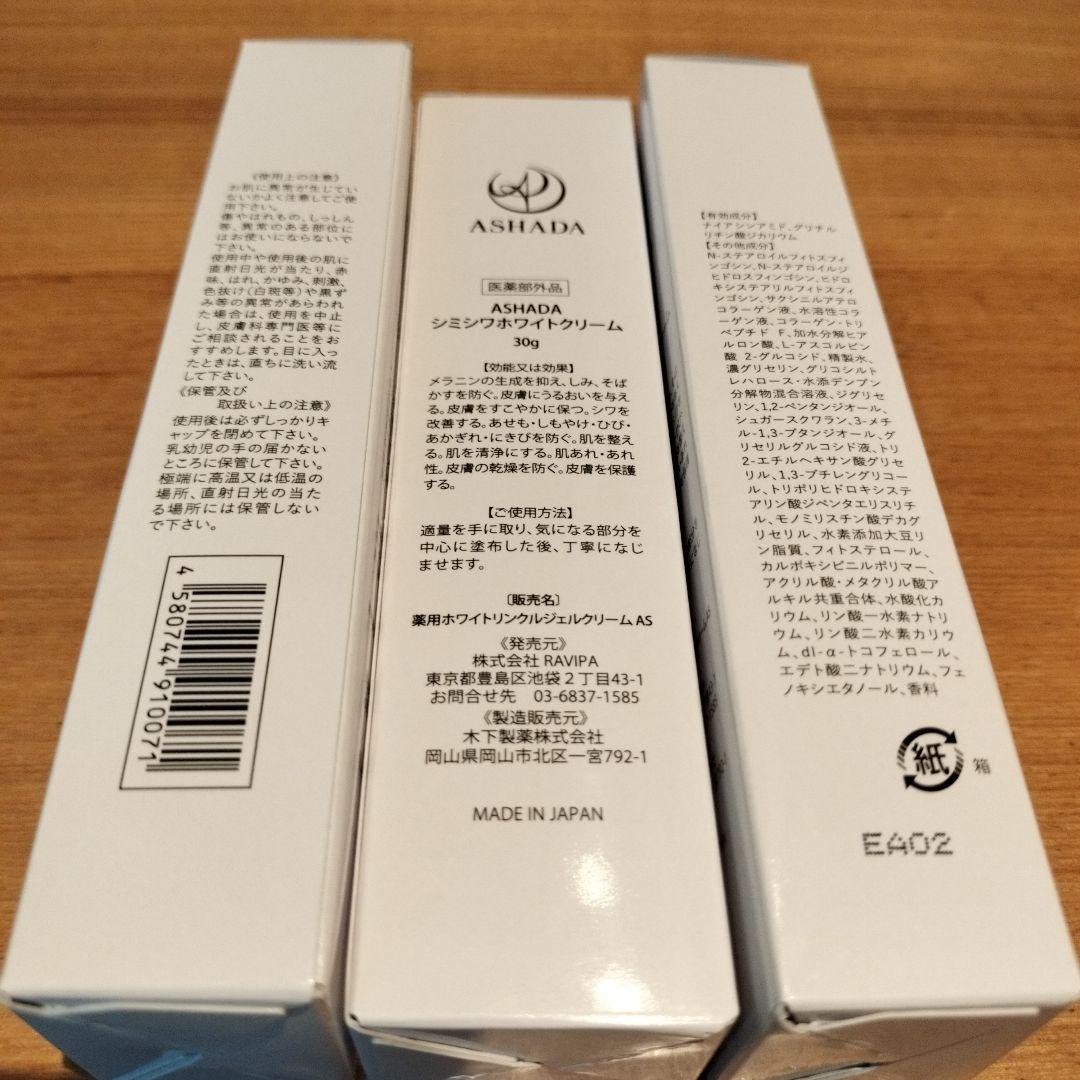 《使用上の注意》
お肌に異常が生じてい
ないかよく注意してご使
用下さい。
傷やはれもの、しっしん
等、異常のある部位に
はお使いにならないで
下さい。
使用中や使用後の肌に
直射日光が当たり、赤
味、はれ、かゆみ、刺激、
色抜け(白斑等)や黒ず
み等の異常があらわれ
た場合は、使用を中止
し、皮膚科専門医等に
ご相談されることをお
すすめします。目に入っ
たときは、直ちに洗い流
して下さい。
《保管及び
取扱い上の注意》
使用後は必ずしっかりキ
ャップを閉めて下さい。
乳幼児の手の届かない
ところに保管して下さい。
極端に高温又は低温の
場所、直射日光の当た
る場所には保管しない
で下さい。
4 580744 910071
ASHADA
医薬部外品
ASHADA
シミシワホワイトクリーム
30g
【効能又は効果】
メラニンの生成を抑え、しみ、そば
かすを防ぐ。皮膚にうるおいを与え
る。皮膚をすこやかに保つ。シワを
改善する。あせも・しもやけ・ひび・
あかぎれ・にきびを防ぐ。肌を整え
る。肌を清浄にする。肌あれ・あれ
性。皮膚の乾燥を防ぐ。皮膚を保護
する。
【ご使用方法】
適量を手に取り、気になる部分を
中心に塗布した後、丁寧になじ
ませます。
〔販売名〕
薬用ホワイトリンクルジェルクリーム AS
《発売元》
株式会社 RAVIPA
東京都豊島区池袋2丁目43-1
お問合せ先 03-6837-1585
《製造販売元》
木下製薬株式会社
岡山県岡山市北区一宮792-1
MADE IN JAPAN
【有効成分】
ナイアシンアミド、グリチル
リチン酸ジカリウム
【その他成分】
N-ステアロイルフィトスフィ
ンゴシン、N-ステアロイルジ
ヒドロスフィンゴシン、ヒドロ
キシステアリルフィトスフィ
ンゴシン、サクシニルアテロ
コラーゲン液、水溶性コラ
ーゲン液、コラーゲン・トリ
ペプチド F、加水分解ヒア
ルロン酸、L-アスコルビン
酸 2-グルコシド、精製水、
濃グリセリン、グリコシルト
レハロース・水添デンプン
分解物混合溶液、ジグリセ
リン、1,2-ペンタンジオール、
シュガースクワラン、3-メチ
ル-1,3-ブタンジオール、グ
リセリルグルコシド液、トリ
2-エチルヘキサン酸グリセ
リル、1,3-ブチレングリコー
ル、トリポリヒドロキシステ
アリン酸ジペンタエリスリチ
ル、モノミリスチン酸デカグ
リセリル、水素添加大豆リ
ン脂質、フィトステロール、
カルボキシビニルポリマー、
アクリル酸・メタクリル酸ア
ルキル共重合体、水酸化カ
リウム、リン酸一水素ナトリ
ウム、リン酸二水素カリウ
ム、dl-α-トコフェロール、
エデト酸二ナトリウム、フェ
ノキシエタノール、香料
紙
箱
EA02